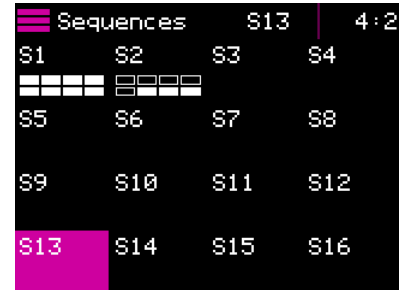 Sequences S13 4:2
S1 S2 S3 S4
S5 S6 S7 S8
S9 S10 S11 S12
S13 S14 S15 S16